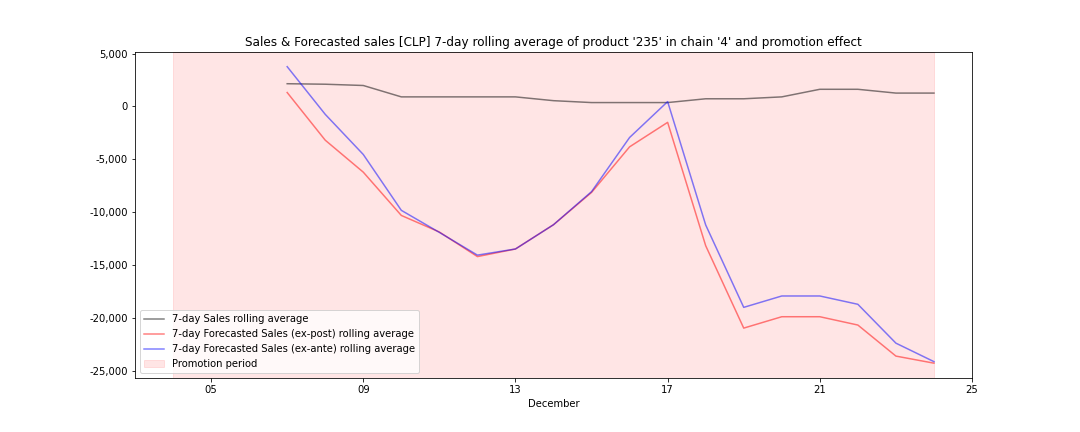 Sales & Forecasted sales [CLP] 7-day rolling average of product '235' in chain '4' and promotion effect
5,000
0
-5,000
-10,000
-15,000
-20,000
-25,000
7-day Sales rolling average
7-day Forecasted Sales (ex-post) rolling average
7-day Forecasted Sales (ex-ante) rolling average
Promotion period
05 09 13 17 21 25
December